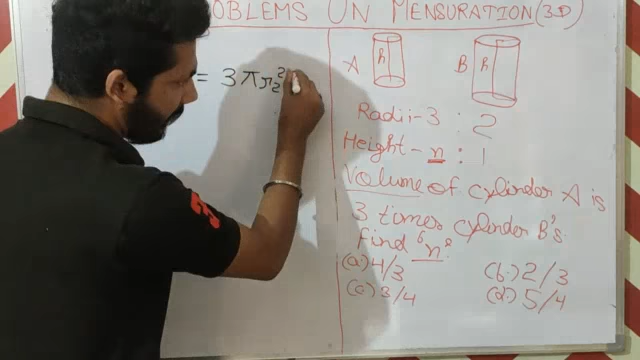 OBLEMS ON MENSURATION (3D)
= 3πr₂²
A h B h
Radii:- 3 : 2
Height - n : 1
Volume of cylinder A is
3 times cylinder B's.
Find 'n'?
(a.) 4/3 (b.) 2/3
(c) 3/4 (d.) 5/4